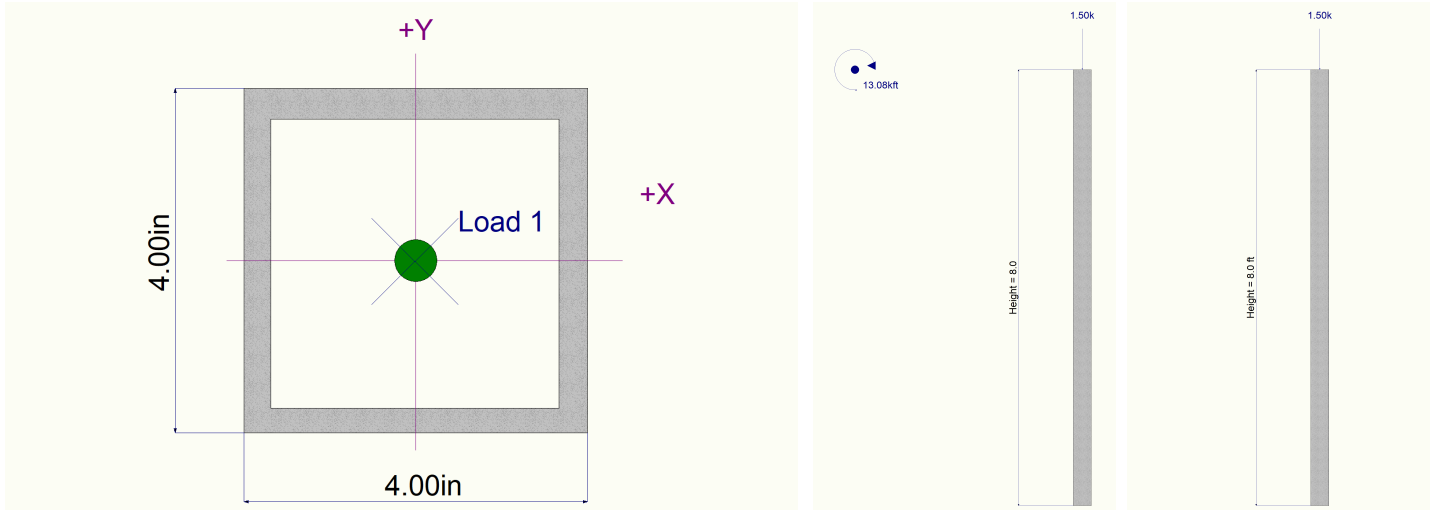 +Y
+X
Load 1
4.00in
4.00in
1.50k
13.08kft
Height = 8.0
1.50k
Height = 8.0 ft